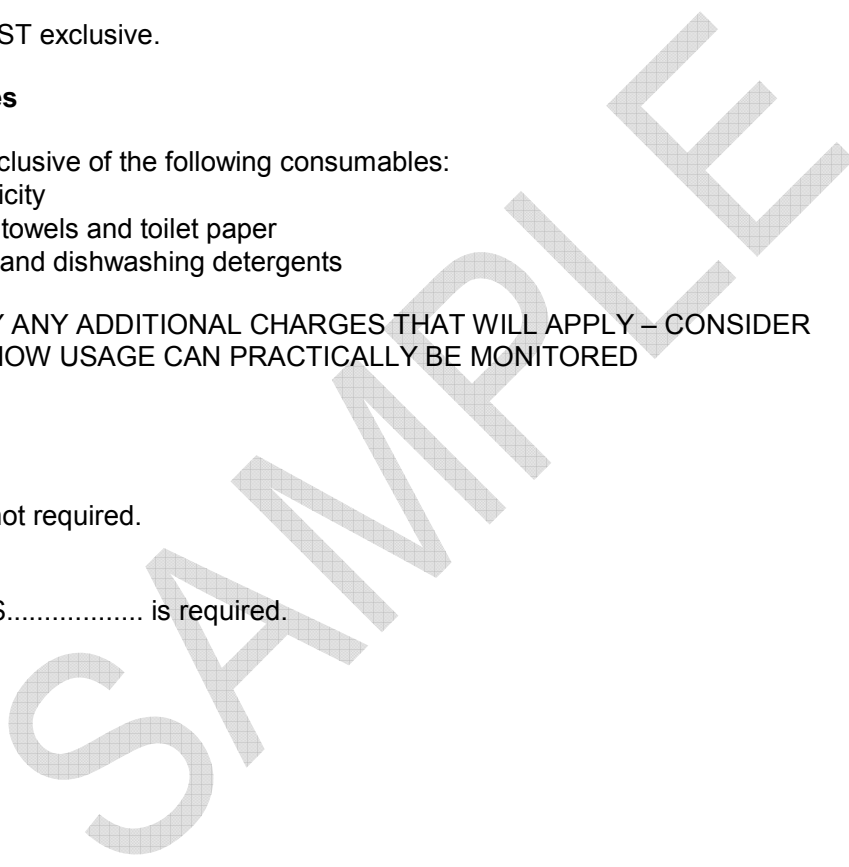 ST exclusive.
es
clusive of the following consumables:
icity
towels and toilet paper
and dishwashing detergents
Y ANY ADDITIONAL CHARGES THAT WILL APPLY – CONSIDER
HOW USAGE CAN PRACTICALLY BE MONITORED
not required.
S.................. is required.
SAMPLE